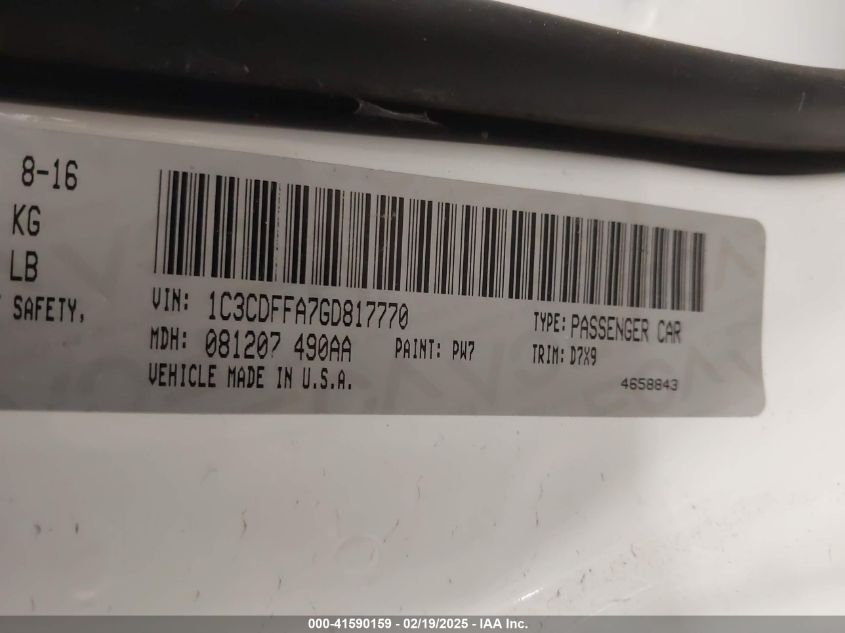 8-16
KG
LB
SAFETY,
VIN: 1C3CDFFA7GD817770
TYPE: PASSENGER CAR
MDH: 081207 490AA
PAINT: PW7
TRIM: D7X9
VEHICLE MADE IN U.S.A.
4658843
000-41590159 - 02/19/2025 - IAA Inc.